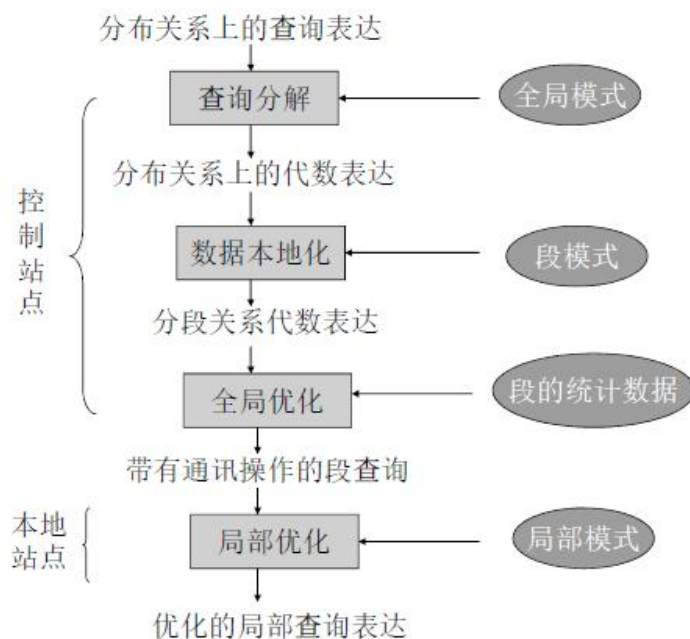 分布关系上的查询表达
查询分解
全局模式
分布关系上的代数表达
控制站点
数据本地化
段模式
分段关系代数表达
全局优化
段的统计数据
带有通讯操作的段查询
本地
站点
局部优化
局部模式
优化的局部查询表达